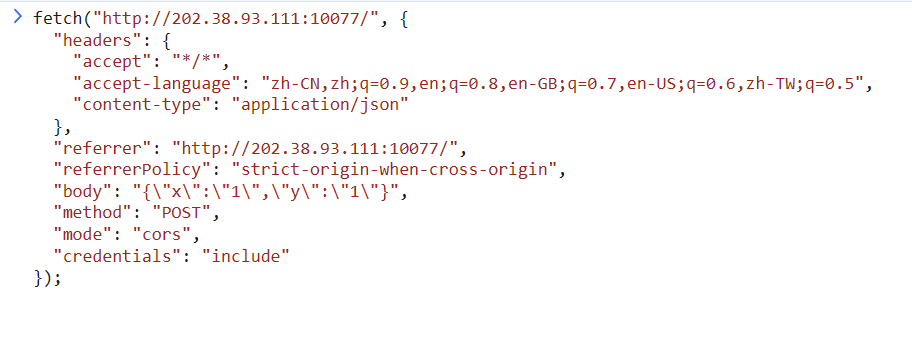 fetch("http://202.38.93.111:10077/", {
"headers": {
"accept": "*/*",
"accept-language": "zh-CN,zh;q=0.9,en;q=0.8,en-GB;q=0.7,en-US;q=0.6,zh-TW;q=0.5",
"content-type": "application/json"
},
"referrer": "http://202.38.93.111:10077/",
"referrerPolicy": "strict-origin-when-cross-origin",
"body": "{\"x\":\"1\",\"y\":\"1\"}",
"method": "POST",
"mode": "cors",
"credentials": "include"
});